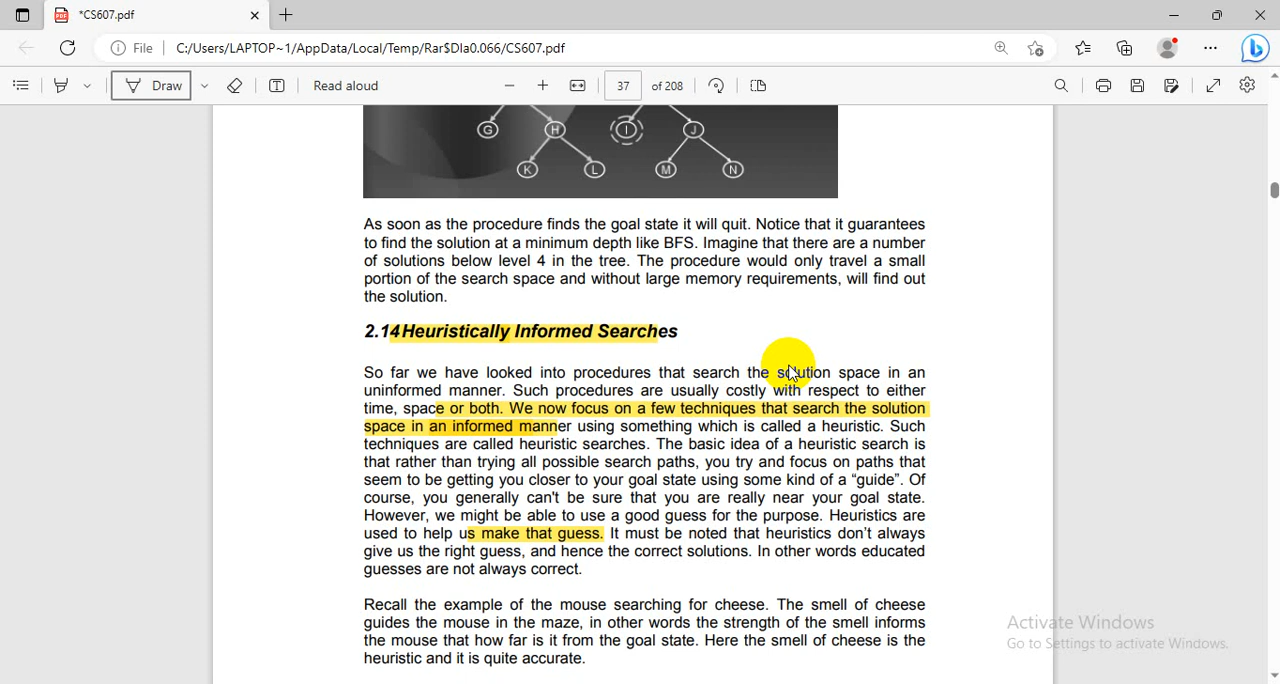 *CS607.pdf
File C:/Users/LAPTOP~1/AppData/Local/Temp/Rar$DIa0.066/CS607.pdf
Draw
Read aloud
37 of 208
G H I J
K L M N
As soon as the procedure finds the goal state it will quit. Notice that it guarantees
to find the solution at a minimum depth like BFS. Imagine that there are a number
of solutions below level 4 in the tree. The procedure would only travel a small
portion of the search space and without large memory requirements, will find out
the solution.
2.14Heuristically Informed Searches
So far we have looked into procedures that search the solution space in an
uninformed manner. Such procedures are usually costly with respect to either
time, space or both. We now focus on a few techniques that search the solution
space in an informed manner using something which is called a heuristic. Such
techniques are called heuristic searches. The basic idea of a heuristic search is
that rather than trying all possible search paths, you try and focus on paths that
seem to be getting you closer to your goal state using some kind of a “guide”. Of
course, you generally can't be sure that you are really near your goal state.
However, we might be able to use a good guess for the purpose. Heuristics are
used to help us make that guess. It must be noted that heuristics don’t always
give us the right guess, and hence the correct solutions. In other words educated
guesses are not always correct.
Recall the example of the mouse searching for cheese. The smell of cheese
guides the mouse in the maze, in other words the strength of the smell informs
the mouse that how far is it from the goal state. Here the smell of cheese is the
heuristic and it is quite accurate.
Activate Windows
Go to Settings to activate Windows.